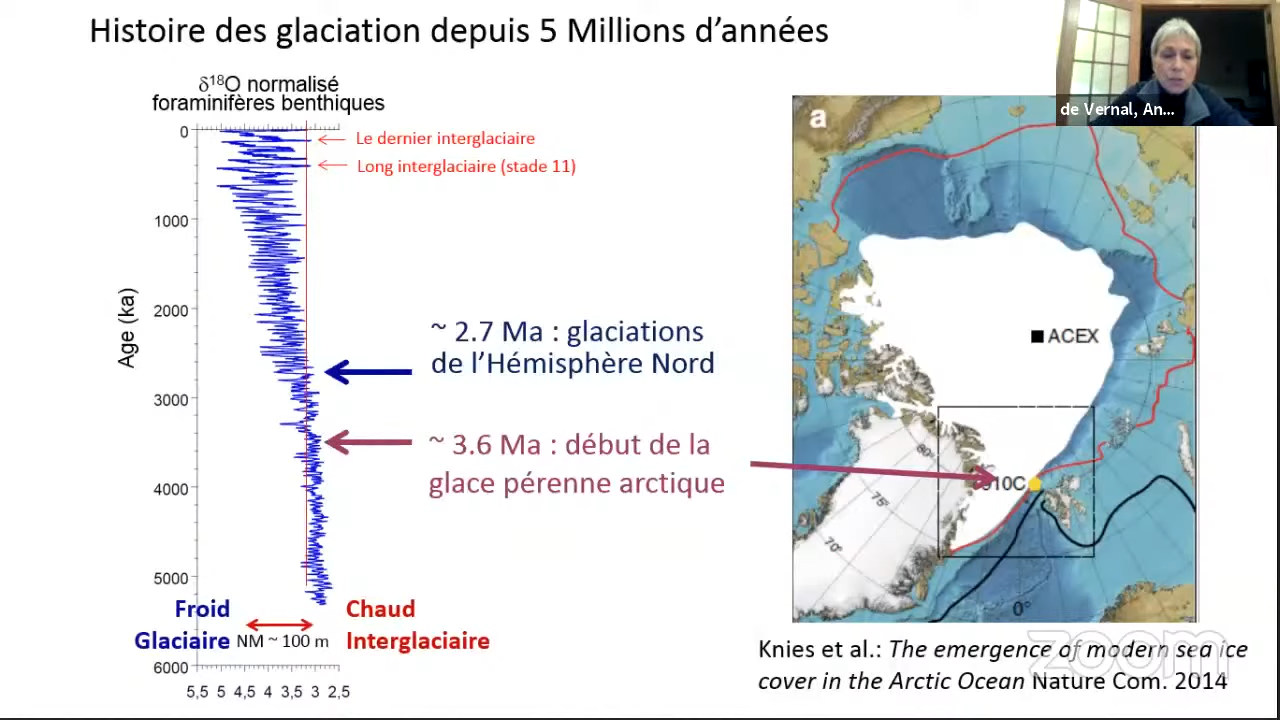 Histoire des glaciation depuis 5 Millions d’années
de Vernal, An...
δ18O normalisé
foraminifères benthiques
0
Le dernier interglaciaire
Long interglaciaire (stade 11)
1000
2000
3000
4000
5000
6000
Age (ka)
~ 2.7 Ma : glaciations
de l’Hémisphère Nord
~ 3.6 Ma : début de la
glace pérenne arctique
Froid
Glaciaire
NM ~ 100 m
Chaud
Interglaciaire
5,5 5 4,5 4 3,5 3 2,5
a
ACEX
910C
80°
75°
70°
0°
Knies et al.: The emergence of modern sea ice
cover in the Arctic Ocean Nature Com. 2014
zoom